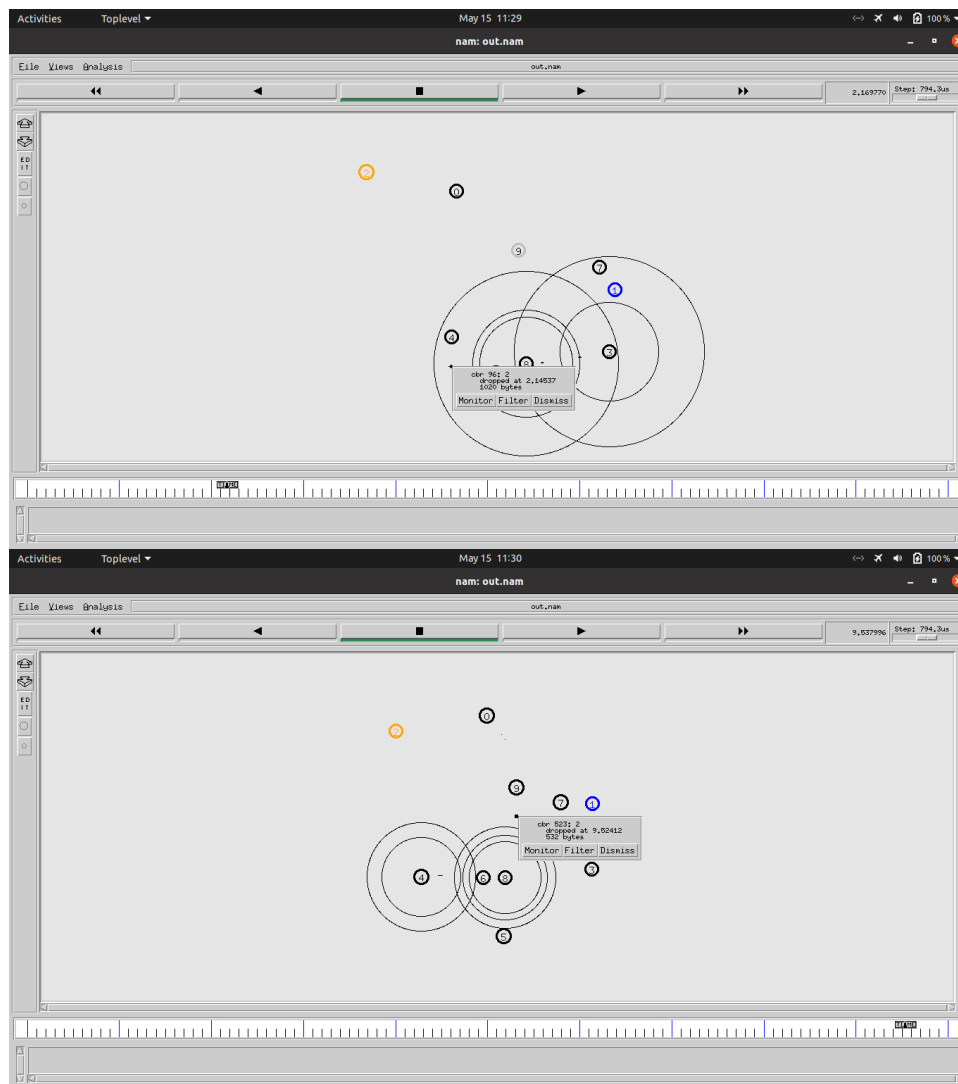 Activities Toplevel May 15 11:29 100 %
nam: out.nam
File Views Analysis out.nam
2.169770 Step: 794.3us
ED
IT
2
0
9
7
1
4
3
8
cbr 96: 2
dropped at 2.14537
1020 bytes
Monitor Filter Dismiss
Activities Toplevel May 15 11:30 100 %
nam: out.nam
File Views Analysis out.nam
9.537996 Step: 794.3us
ED
IT
0
2
9
7
1
cbr 523: 2
dropped at 9.52412
532 bytes
Monitor Filter Dismiss
3
4
6
8
5